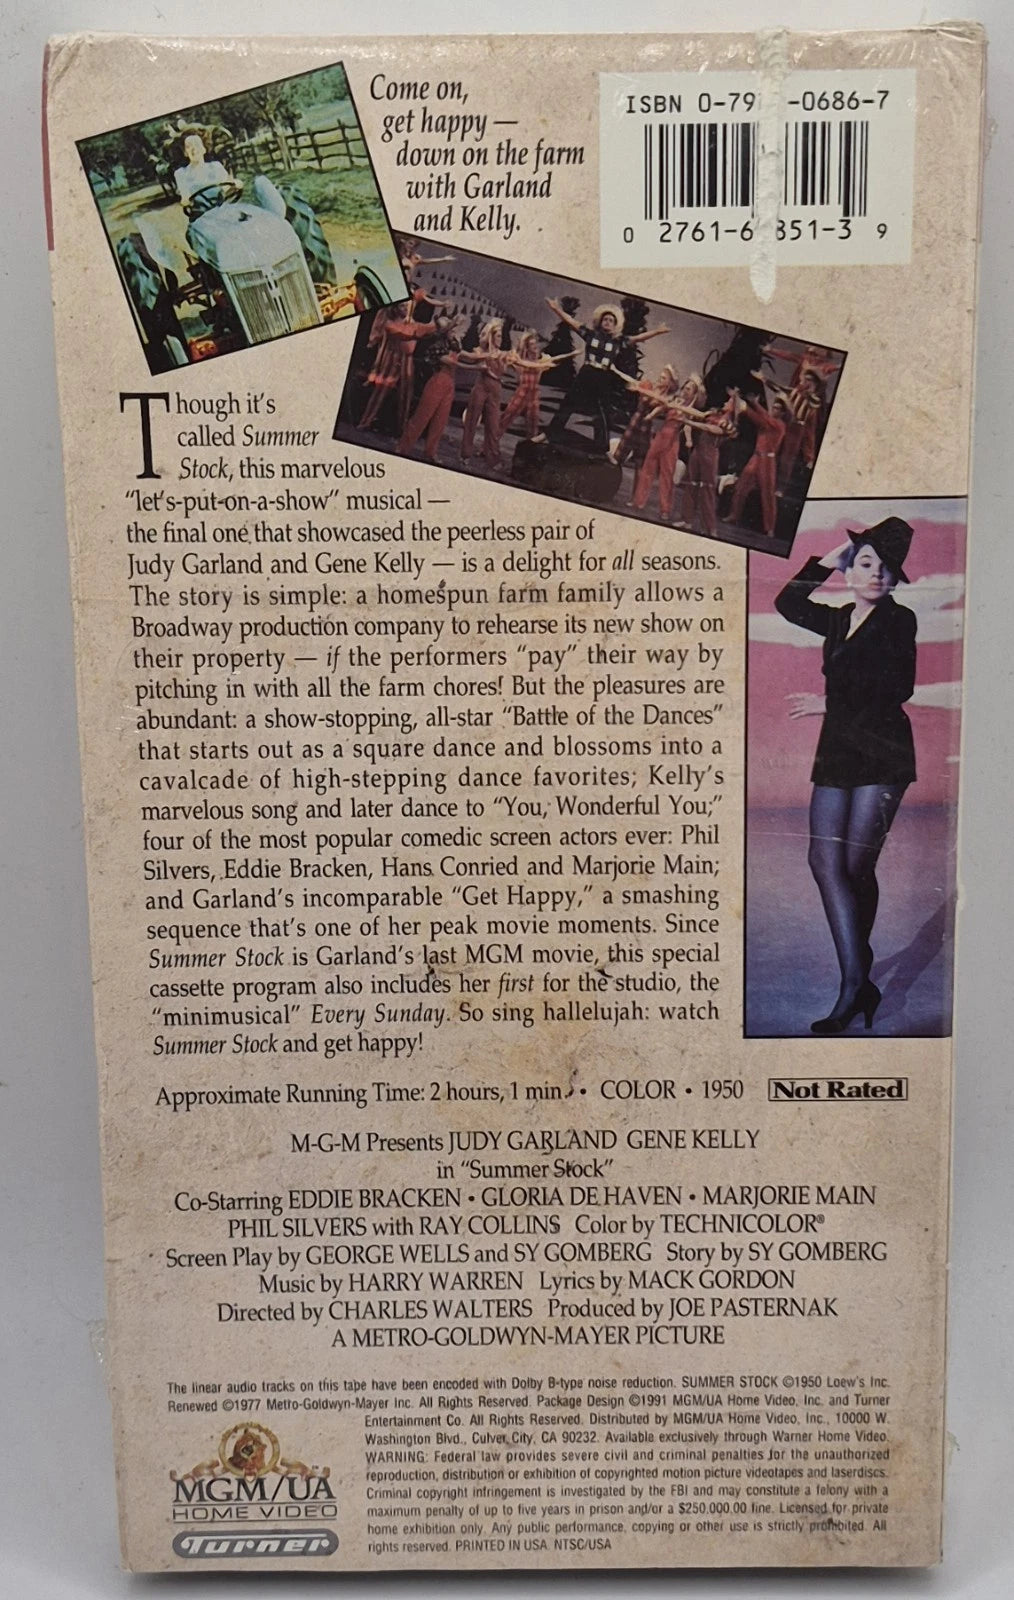 Come on,
get happy —
down on the farm
with Garland
and Kelly.
ISBN 0-79 -0686-7
0 2761-6 851-3 9
Though it's
called Summer
Stock, this marvelous
“let's-put-on-a-show” musical —
the final one that showcased the peerless pair of
Judy Garland and Gene Kelly — is a delight for all seasons.
The story is simple: a homespun farm family allows a
Broadway production company to rehearse its new show on
their property — if the performers “pay” their way by
pitching in with all the farm chores! But the pleasures are
abundant: a show-stopping, all-star “Battle of the Dances”
that starts out as a square dance and blossoms into a
cavalcade of high-stepping dance favorites; Kelly's
marvelous song and later dance to “You, Wonderful You;”
four of the most popular comedic screen actors ever: Phil
Silvers, Eddie Bracken, Hans Conried and Marjorie Main;
and Garland's incomparable “Get Happy,” a smashing
sequence that's one of her peak movie moments. Since
Summer Stock is Garland's last MGM movie, this special
cassette program also includes her first for the studio, the
“minimusical” Every Sunday. So sing hallelujah: watch
Summer Stock and get happy!
Approximate Running Time: 2 hours, 1 min. • COLOR • 1950 Not Rated
M-G-M Presents JUDY GARLAND GENE KELLY
in “Summer Stock”
Co-Starring EDDIE BRACKEN • GLORIA DE HAVEN • MARJORIE MAIN
PHIL SILVERS with RAY COLLINS Color by TECHNICOLOR®
Screen Play by GEORGE WELLS and SY GOMBERG Story by SY GOMBERG
Music by HARRY WARREN Lyrics by MACK GORDON
Directed by CHARLES WALTERS Produced by JOE PASTERNAK
A METRO-GOLDWYN-MAYER PICTURE
The linear audio tracks on this tape have been encoded with Dolby B-type noise reduction. SUMMER STOCK ©1950 Loew's Inc.
Renewed ©1977 Metro-Goldwyn-Mayer Inc. All Rights Reserved. Package Design ©1991 MGM/UA Home Video, Inc. and Turner
Entertainment Co. All Rights Reserved. Distributed by MGM/UA Home Video, Inc., 10000 W.
Washington Blvd., Culver City, CA 90232. Available exclusively through Warner Home Video.
WARNING: Federal law provides severe civil and criminal penalties for the unauthorized
reproduction, distribution or exhibition of copyrighted motion picture videotapes and laserdiscs.
Criminal copyright infringement is investigated by the FBI and may constitute a felony with a
maximum penalty of up to five years in prison and/or a $250,000.00 fine. Licensed for private
home exhibition only. Any public performance, copying or other use is strictly prohibited. All
rights reserved. PRINTED IN USA. NTSC/USA
MGM/UA
HOME VIDEO
Turner